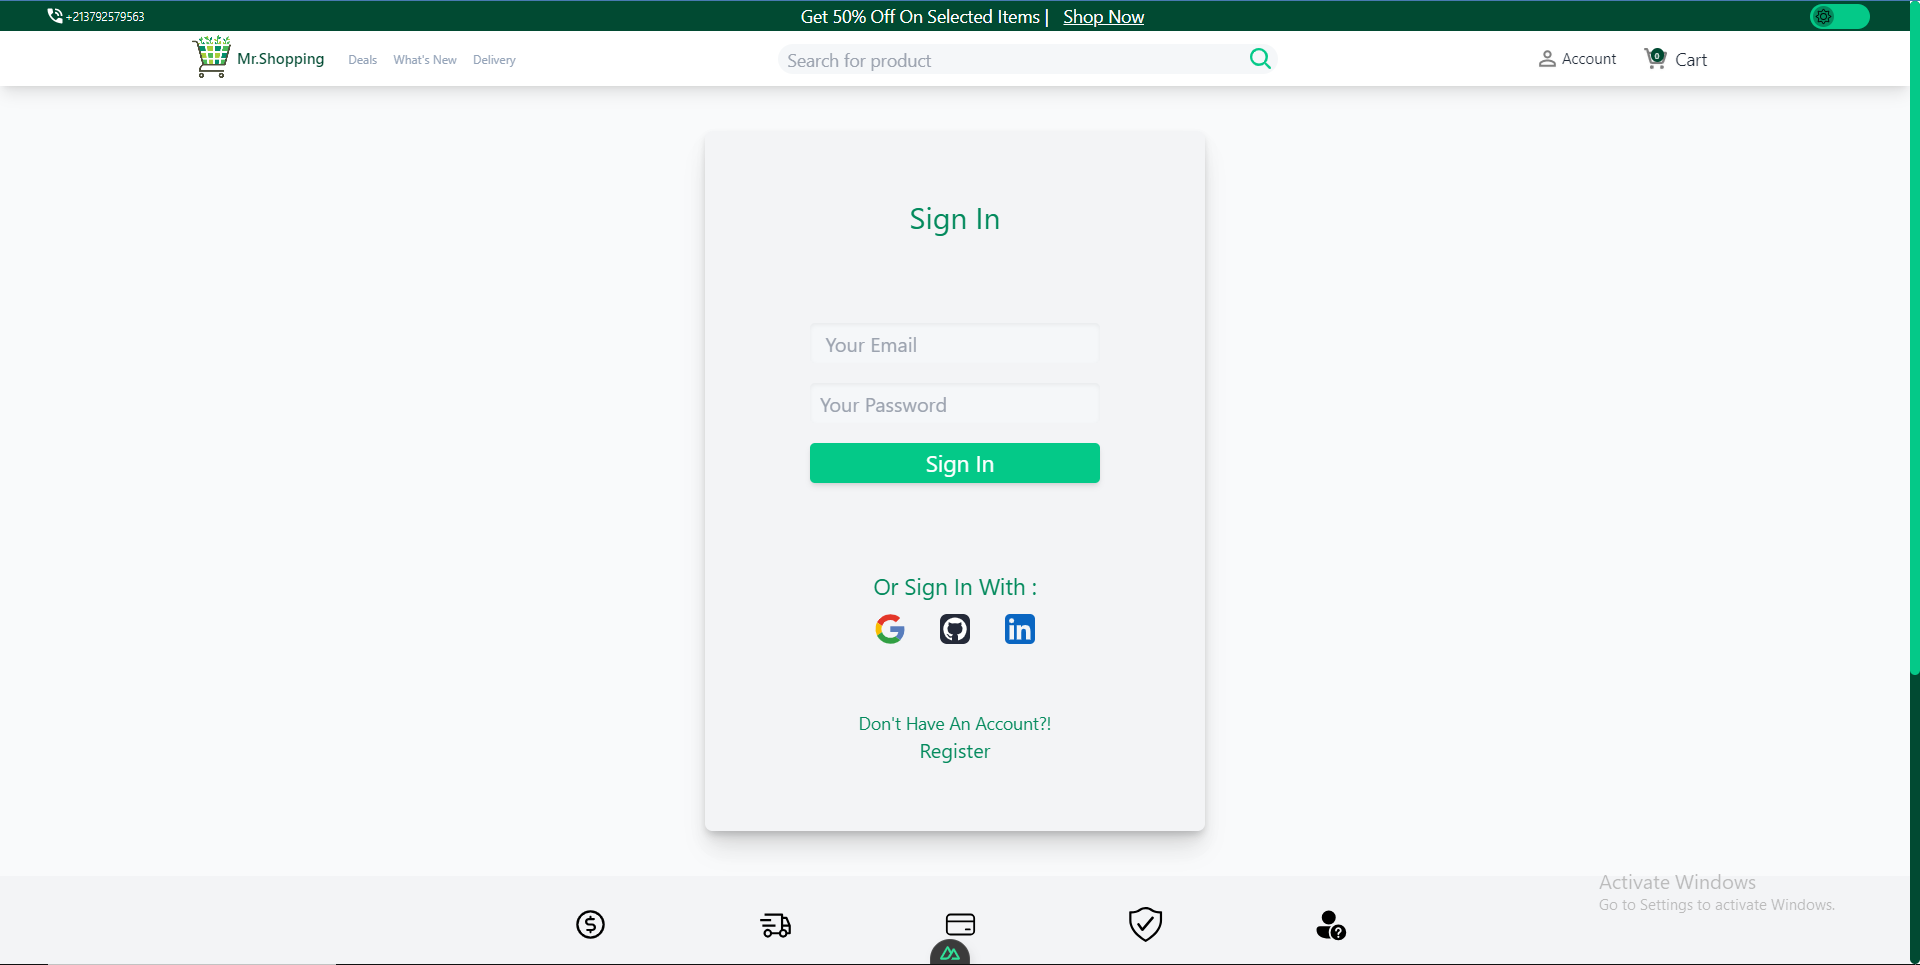 +213792579563
Get 50% Off On Selected Items | Shop Now
Mr.Shopping
Deals
What's New
Delivery
Search for product
Account
0
Cart
Sign In
Your Email
Your Password
Sign In
Or Sign In With :
in
Don't Have An Account?!
Register
Activate Windows
Go to Settings to activate Windows.